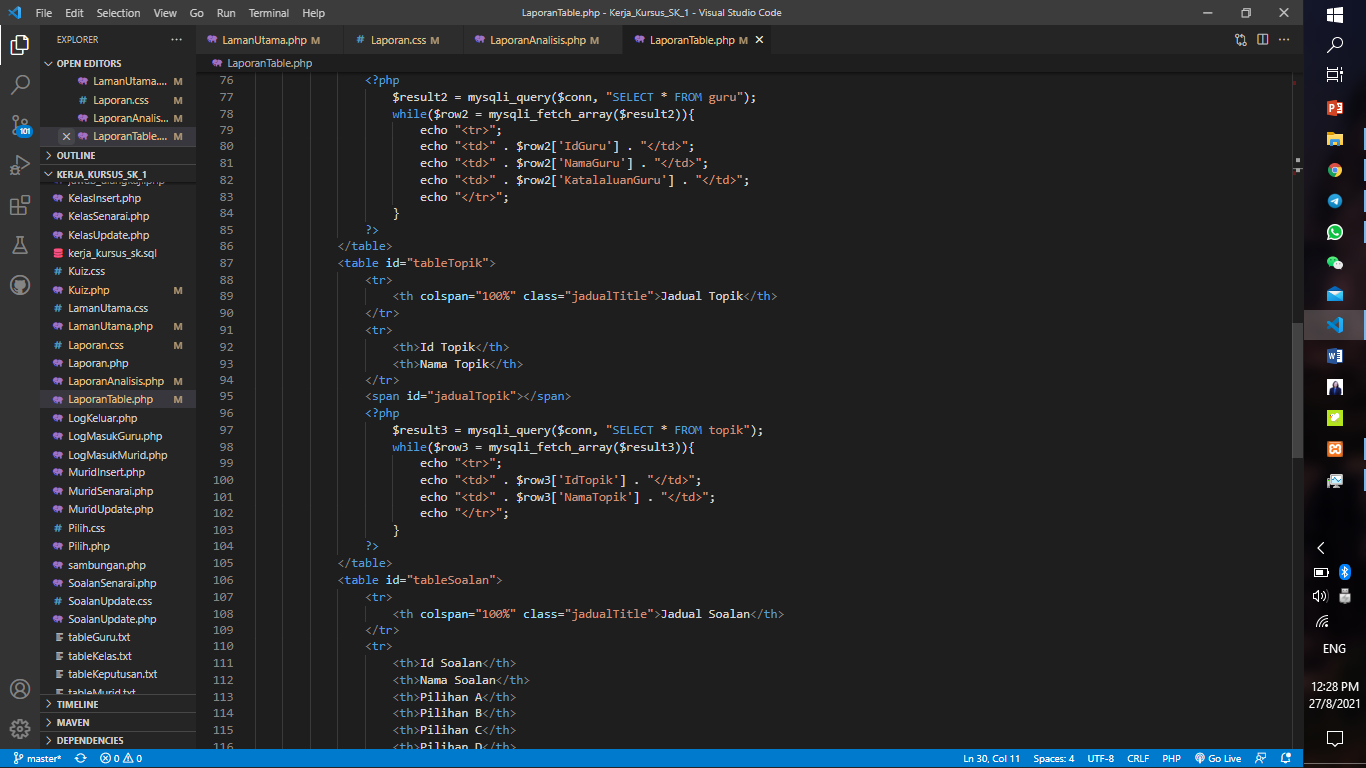 File Edit Selection View Go Run Terminal Help LaporanTable.php - Kerja_Kursus_SK_1 - Visual Studio Code
EXPLORER
LamanUtama.php M
Laporan.css M
LaporanAnalisis.php M
LaporanTable.php M
OPEN EDITORS
LamanUtama.... M
Laporan.css M
LaporanAnalis... M
LaporanTable.... M
OUTLINE
KERJA_KURSUS_SK_1
KelasInsert.php
KelasSenarai.php
KelasUpdate.php
kerja_kursus_sk.sql
Kuiz.css
Kuiz.php M
LamanUtama.css
LamanUtama.php M
Laporan.css M
Laporan.php
LaporanAnalisis.php M
LaporanTable.php M
LogKeluar.php
LogMasukGuru.php
LogMasukMurid.php
MuridInsert.php
MuridSenarai.php
MuridUpdate.php
Pilih.css
Pilih.php
sambungan.php
SoalanSenarai.php
SoalanUpdate.css
SoalanUpdate.php
tableGuru.txt
tableKelas.txt
tableKeputusan.txt
tableMurid.txt
TIMELINE
MAVEN
DEPENDENCIES
101
LaporanTable.php
76 <?php
77 $result2 = mysqli_query($conn, "SELECT * FROM guru");
78 while($row2 = mysqli_fetch_array($result2)){
79 echo "<tr>";
80 echo "<td>" . $row2['IdGuru'] . "</td>";
81 echo "<td>" . $row2['NamaGuru'] . "</td>";
82 echo "<td>" . $row2['KatalaluanGuru'] . "</td>";
83 echo "</tr>";
84 }
85 ?>
86 </table>
87 <table id="tableTopik">
88 <tr>
89 <th colspan="100%" class="jadualTitle">Jadual Topik</th>
90 </tr>
91 <tr>
92 <th>Id Topik</th>
93 <th>Nama Topik</th>
94 </tr>
95 <span id="jadualTopik"></span>
96 <?php
97 $result3 = mysqli_query($conn, "SELECT * FROM topik");
98 while($row3 = mysqli_fetch_array($result3)){
99 echo "<tr>";
100 echo "<td>" . $row3['IdTopik'] . "</td>";
101 echo "<td>" . $row3['NamaTopik'] . "</td>";
102 echo "</tr>";
103 }
104 ?>
105 </table>
106 <table id="tableSoalan">
107 <tr>
108 <th colspan="100%" class="jadualTitle">Jadual Soalan</th>
109 </tr>
110 <tr>
111 <th>Id Soalan</th>
112 <th>Nama Soalan</th>
113 <th>Pilihan A</th>
114 <th>Pilihan B</th>
115 <th>Pilihan C</th>
116 <th>Pilihan D</th>
master* 0 0 Ln 30, Col 11 Spaces: 4 UTF-8 CRLF PHP Go Live
ENG
12:28 PM
27/8/2021